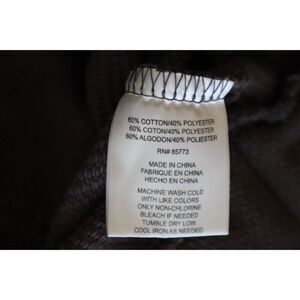 60% COTTON/40% POLYESTER
60% COTON/40% POLYESTER
60% ALGODON/40% POLIESTER
RN# 65773
MADE IN CHINA
FABRIQUE EN CHINA
HECHO EN CHINA
MACHINE WASH COLD
WITH LIKE COLORS
ONLY NON-CHLORINE
BLEACH IF NEEDED
TUMBLE DRY LOW
COOL IRON AS NEEDED